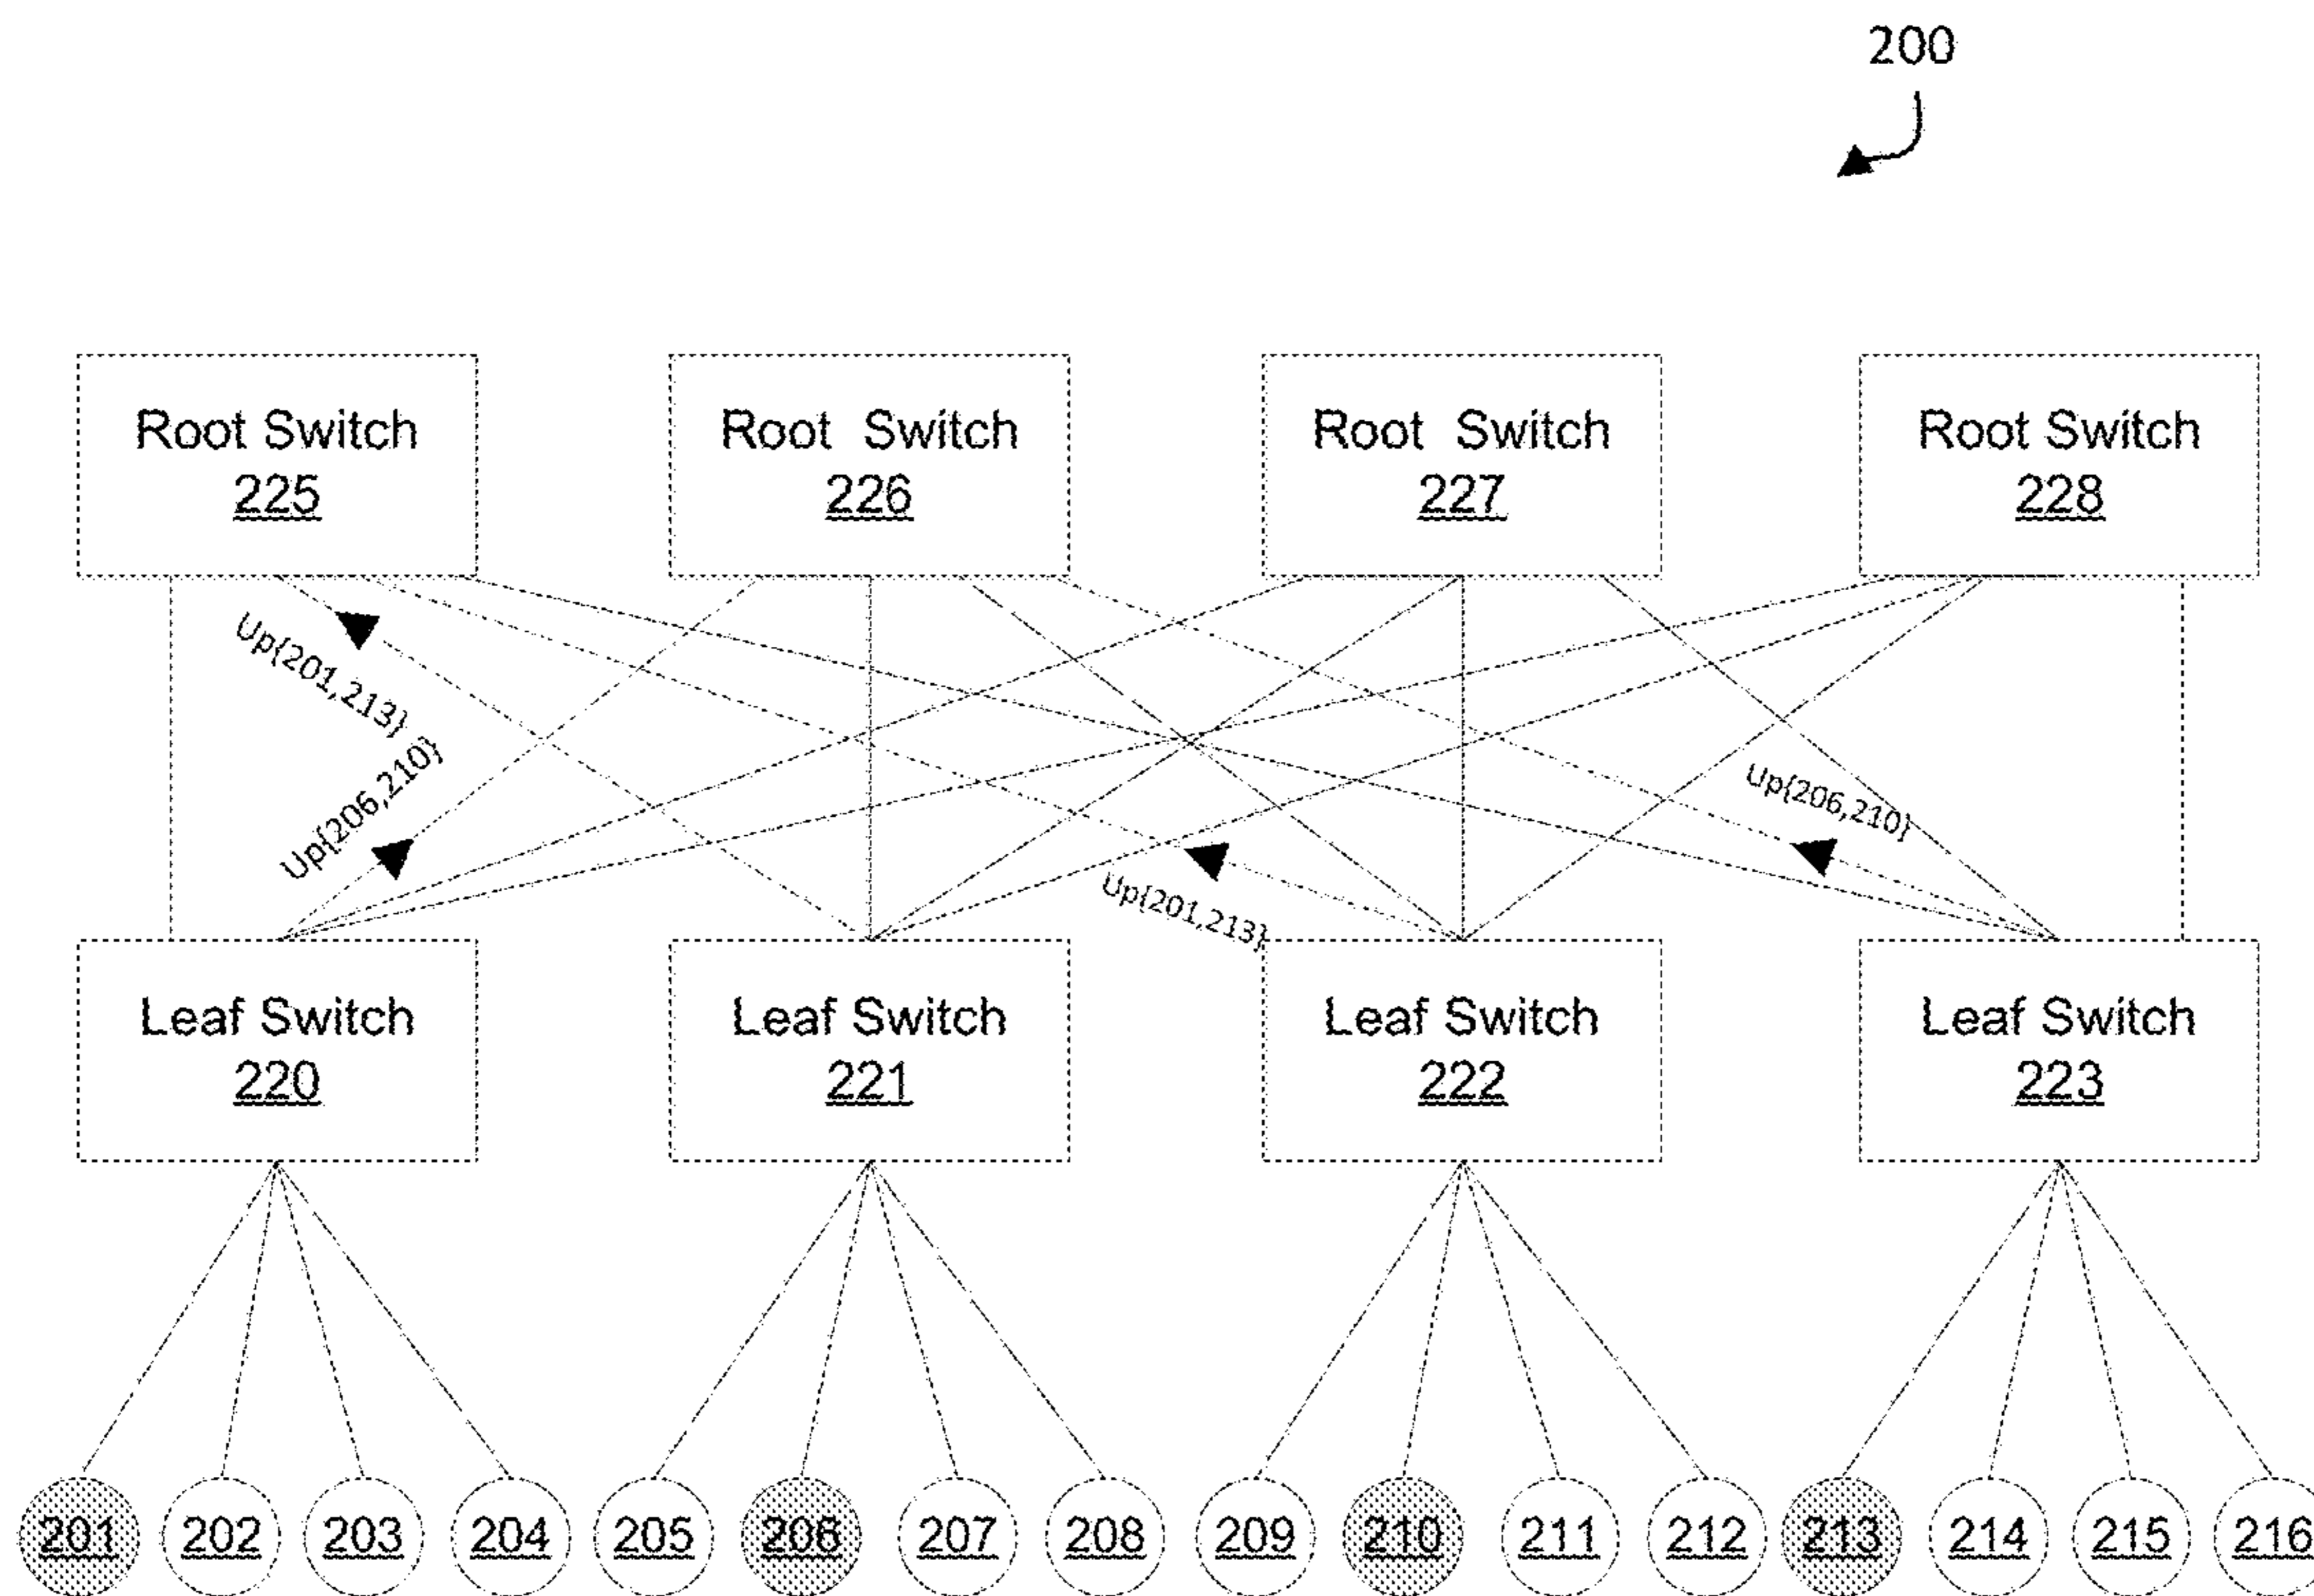 200
Root Switch
225
Root Switch
226
Root Switch
227
Root Switch
228
Up{201,213}
Up{206,210}
Up{201,213}
Up{206,210}
Leaf Switch
220
Leaf Switch
221
Leaf Switch
222
Leaf Switch
223
201 202 203 204 205 206 207 208 209 210 211 212 213 214 215 216